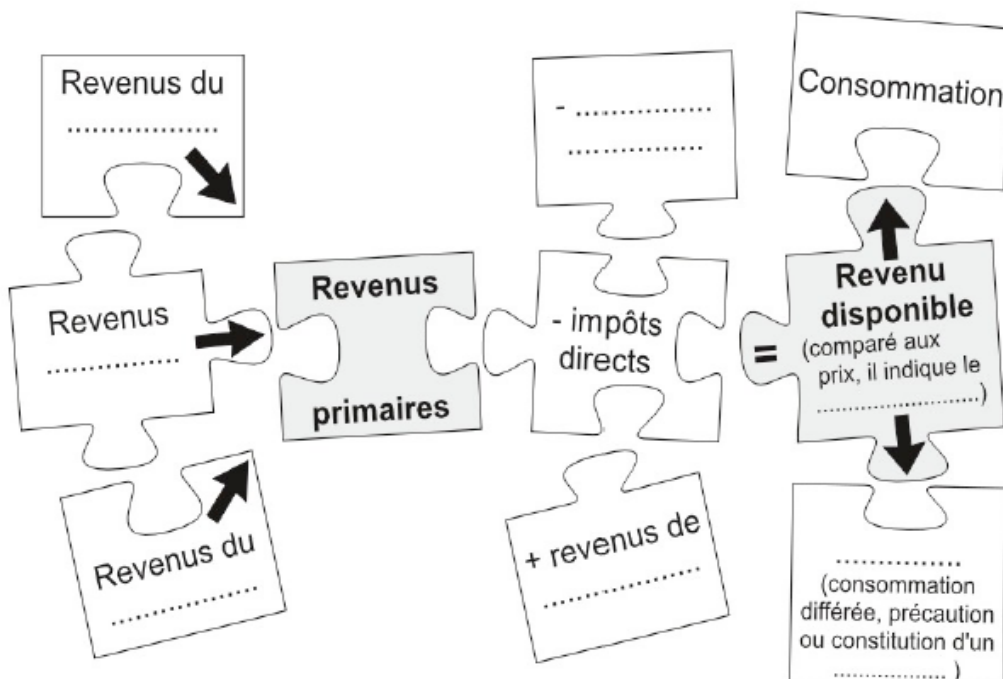 Revenus du
..................
Revenus
...............
Revenus du
...............
Revenus
primaires
- ..................
..................
- impôts
directs
+ revenus de
..................
Consommation
=
Revenu
disponible
(comparé aux
prix, il indique le
..........................)
..................
(consommation
différée, précaution
ou constitution d'un
.................. )